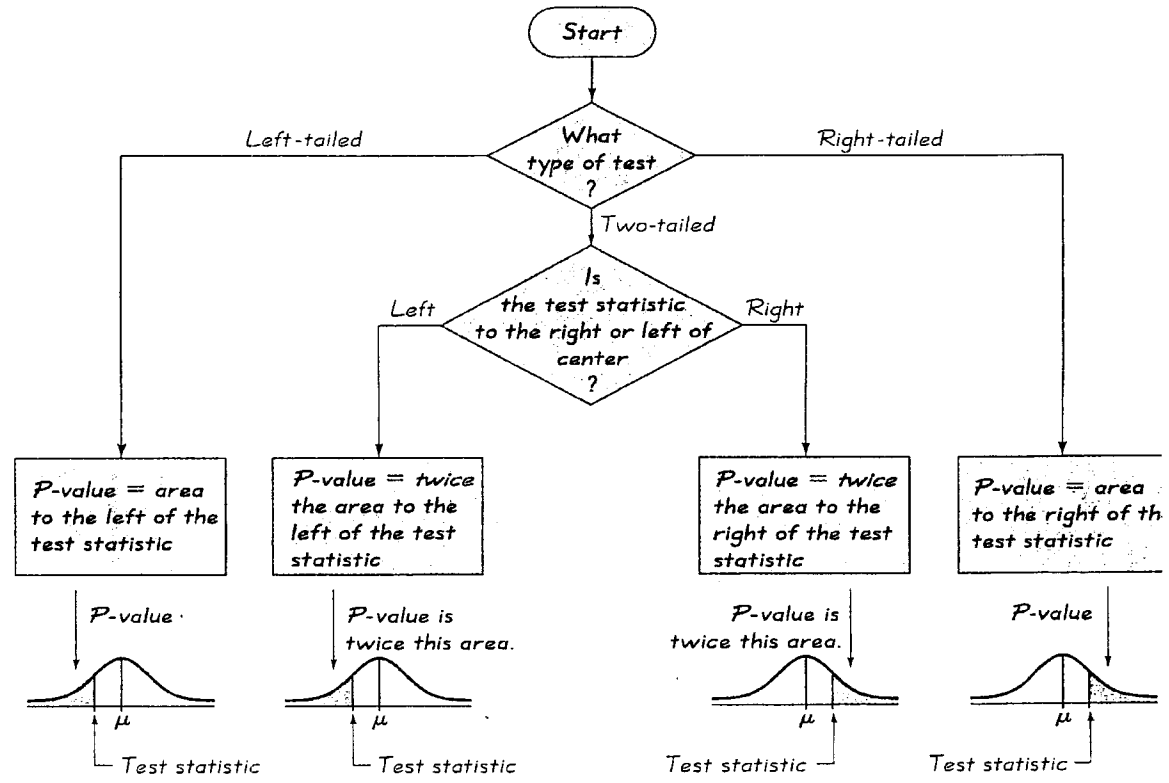 Start
What
type of test
?
Left-tailed
Right-tailed
Two-tailed
Is
the test statistic
to the right or left of
center
?
Left
Right
P-value = area
to the left of the
test statistic
P-value = twice
the area to the
left of the test
statistic
P-value = twice
the area to the
right of the test
statistic
P-value = area
to the right of th
test statistic
P-value
P-value is
twice this area.
P-value is
twice this area.
P-value
μ
μ
μ
μ
Test statistic
Test statistic
Test statistic
Test statistic